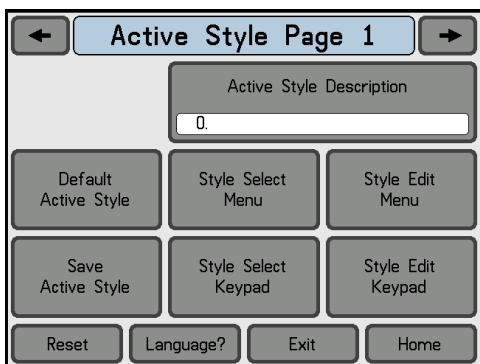 Active Style Page 1
Active Style Description
0.
Default
Active Style
Style Select
Menu
Style Edit
Menu
Save
Active Style
Style Select
Keypad
Style Edit
Keypad
Reset
Language?
Exit
Home